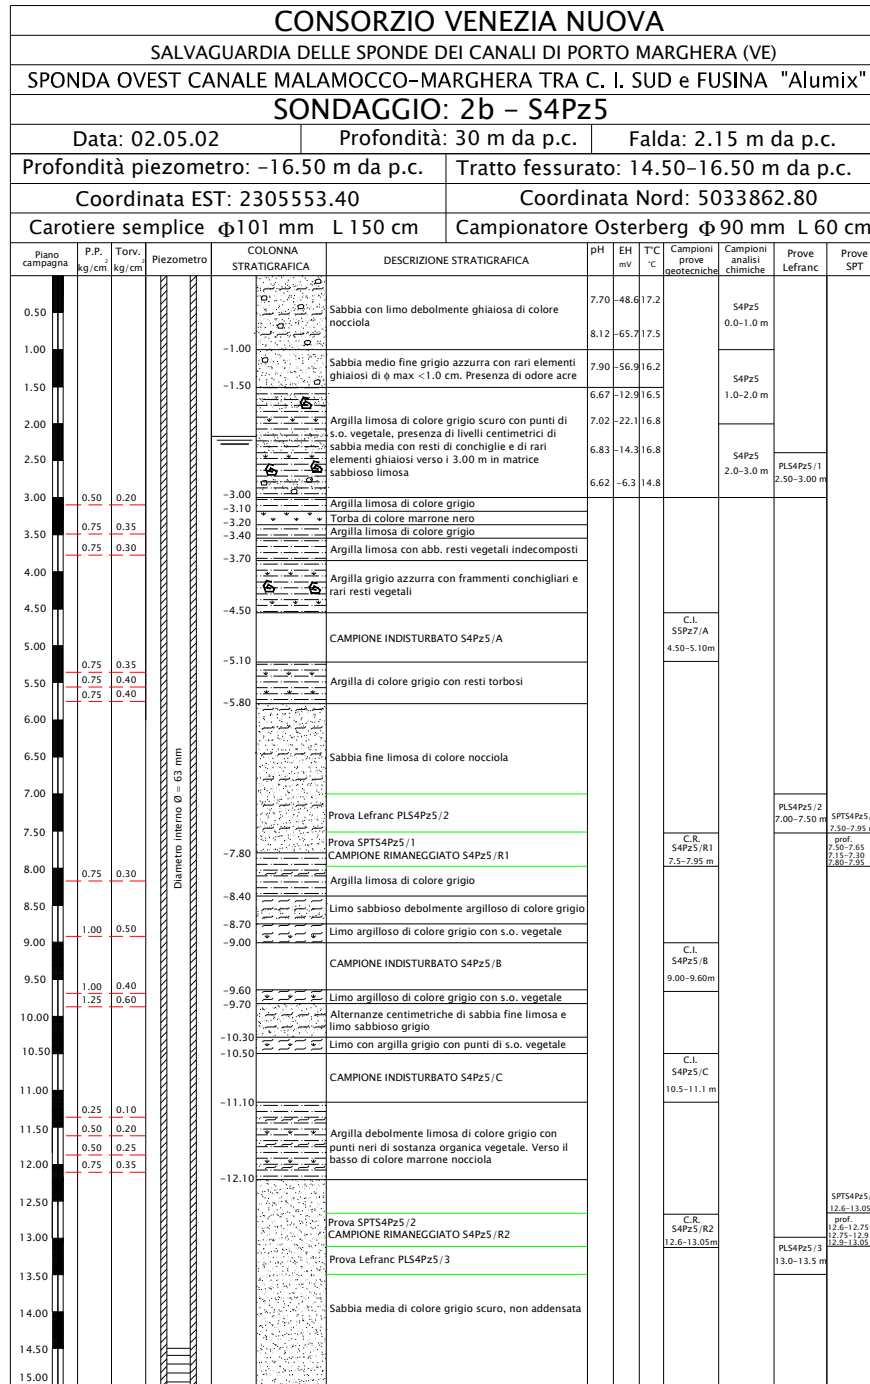 CONSORZIO VENEZIA NUOVA
SALVAGUARDIA DELLE SPONDE DEI CANALI DI PORTO MARGHERA (VE)
SPONDA OVEST CANALE MALAMOCCO-MARGHERA TRA C. I. SUD e FUSINA "Alumix"
SONDAGGIO: 2b - S4Pz5
Data: 02.05.02 Profondità: 30 m da p.c. Falda: 2.15 m da p.c.
Profondità piezometro: -16.50 m da p.c. Tratto fessurato: 14.50-16.50 m da p.c.
Coordinata EST: 2305553.40 Coordinata Nord: 5033862.80
Carotiere semplice Φ101 mm L 150 cm Campionatore Osterberg Φ 90 mm L 60 cm
Piano campagna
P.P. kg/cm²
Torv. kg/cm²
Piezometro
COLONNA STRATIGRAFICA
DESCRIZIONE STRATIGRAFICA
pH
EH mV
T°C °C
Campioni prove geotecniche
Campioni analisi chimiche
Prove Lefranc
Prove SPT
0.50
1.00
1.50
2.00
2.50
3.00
3.50
4.00
4.50
5.00
5.50
6.00
6.50
7.00
7.50
8.00
8.50
9.00
9.50
10.00
10.50
11.00
11.50
12.00
12.50
13.00
13.50
14.00
14.50
15.00
0.50 0.20
0.75 0.35
0.75 0.30
0.75 0.35
0.75 0.40
0.75 0.40
0.75 0.30
1.00 0.50
1.00 0.40
1.25 0.60
0.25 0.10
0.50 0.20
0.50 0.25
0.75 0.35
Diametro interno Ø = 63 mm
-1.00
-1.50
-3.00
-3.10
-3.20
-3.40
-3.70
-4.50
-5.10
-5.80
-7.80
-8.40
-8.70
-9.00
-9.60
-9.70
-10.30
-10.50
-11.10
-12.10
Sabbia con limo debolmente ghiaiosa di colore
nocciola
Sabbia medio fine grigio azzurra con rari elementi
ghiaiosi di ϕ max <1.0 cm. Presenza di odore acre
Argilla limosa di colore grigio scuro con punti di
s.o. vegetale, presenza di livelli centimetrici di
sabbia media con resti di conchiglie e di rari
elementi ghiaiosi verso i 3.00 m in matrice
sabbioso limosa
Argilla limosa di colore grigio
Torba di colore marrone nero
Argilla limosa di colore grigio
Argilla limosa con abb. resti vegetali indecomposti
Argilla grigio azzurra con frammenti conchigliari e
rari resti vegetali
CAMPIONE INDISTURBATO S4Pz5/A
Argilla di colore grigio con resti torbosi
Sabbia fine limosa di colore nocciola
Prova Lefranc PLS4Pz5/2
Prova SPTS4Pz5/1
CAMPIONE RIMANEGGIATO S4Pz5/R1
Argilla limosa di colore grigio
Limo sabbioso debolmente argilloso di colore grigio
Limo argilloso di colore grigio con s.o. vegetale
CAMPIONE INDISTURBATO S4Pz5/B
Limo argilloso di colore grigio con s.o. vegetale
Alternanze centimetriche di sabbia fine limosa e
limo sabbioso grigio
Limo con argilla grigio con punti di s.o. vegetale
CAMPIONE INDISTURBATO S4Pz5/C
Argilla debolmente limosa di colore grigio con
punti neri di sostanza organica vegetale. Verso il
basso di colore marrone nocciola
Prova SPTS4Pz5/2
CAMPIONE RIMANEGGIATO S4Pz5/R2
Prova Lefranc PLS4Pz5/3
Sabbia media di colore grigio scuro, non addensata
7.70 -48.6 17.2
8.12 -65.7 17.5
7.90 -56.9 16.2
6.67 -12.9 16.5
7.02 -22.1 16.8
6.83 -14.3 16.8
6.62 -6.3 14.8
C.I.
S5Pz7/A
4.50-5.10m
C.R.
S4Pz5/R1
7.5-7.95 m
C.I.
S4Pz5/B
9.00-9.60m
C.I.
S4Pz5/C
10.5-11.1 m
C.R.
S4Pz5/R2
12.6-13.05m
S4Pz5
0.0-1.0 m
S4Pz5
1.0-2.0 m
S4Pz5
2.0-3.0 m
PLS4Pz5/1
2.50-3.00 m
PLS4Pz5/2
7.00-7.50 m
PLS4Pz5/3
13.0-13.5 m
SPTS4Pz5/
7.50-7.95
prof.
7.50-7.65
7.15-7.30
7.80-7.95
SPTS4Pz5/
12.6-13.05
prof.
12.6-12.75
12.75-12.9
12.9-13.05